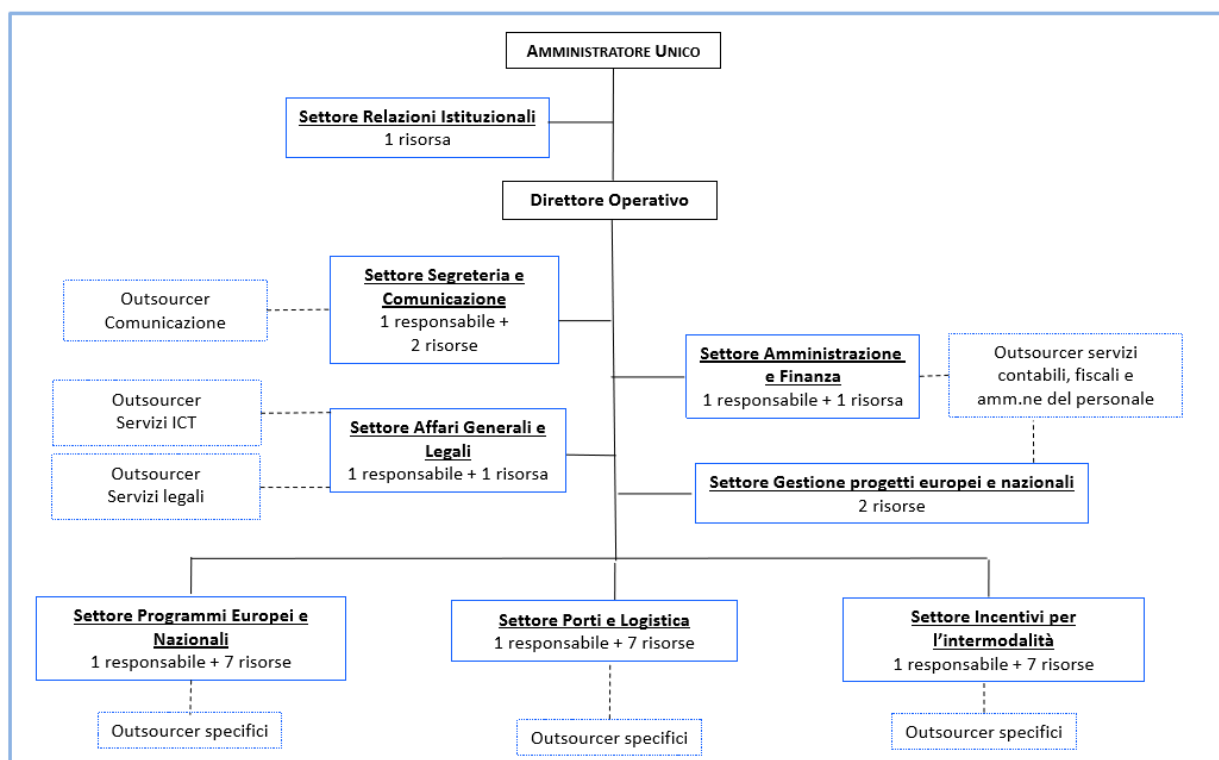 AMMINISTRATORE UNICO
Settore Relazioni Istituzionali
1 risorsa
Direttore Operativo
Settore Segreteria e
Comunicazione
1 responsabile +
2 risorse
Outsourcer
Comunicazione
Settore Amministrazione
e Finanza
1 responsabile + 1 risorsa
Outsourcer servizi
contabili, fiscali e
amm.ne del personale
Outsourcer
Servizi ICT
Settore Affari Generali e
Legali
1 responsabile + 1 risorsa
Outsourcer
Servizi legali
Settore Gestione progetti europei e nazionali
2 risorse
Settore Programmi Europei e
Nazionali
1 responsabile + 7 risorse
Settore Porti e Logistica
1 responsabile + 7 risorse
Settore Incentivi per
l’intermodalità
1 responsabile + 7 risorse
Outsourcer specifici
Outsourcer specifici
Outsourcer specifici